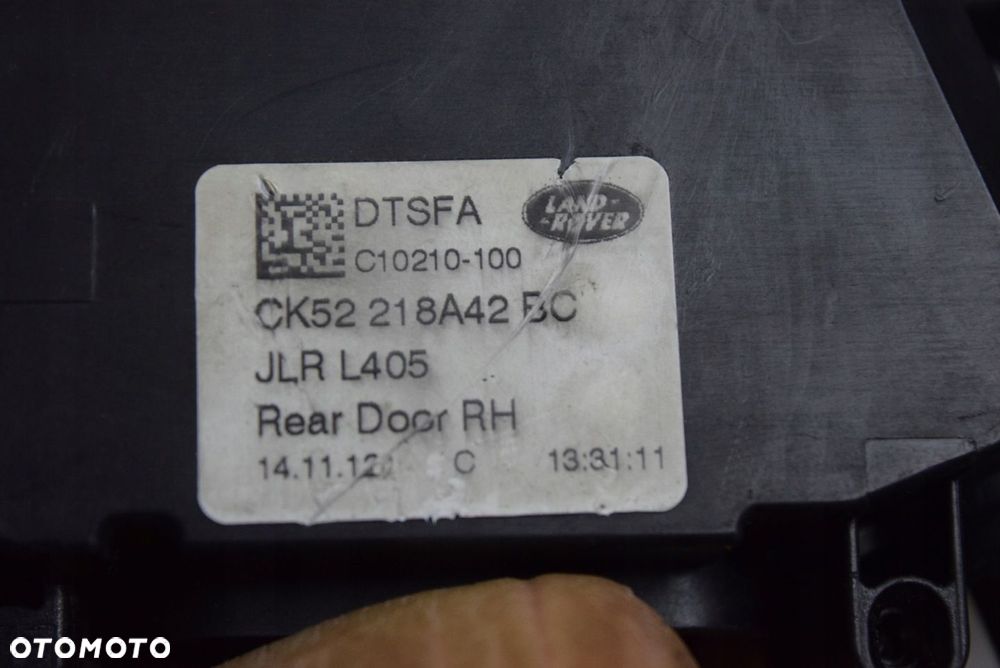 DTSFA
LAND
ROVER
C10210-100
CK52 218A42 BC
JLR L405
Rear Door RH
14.11.12 C 13:31:11
OTOMOTO